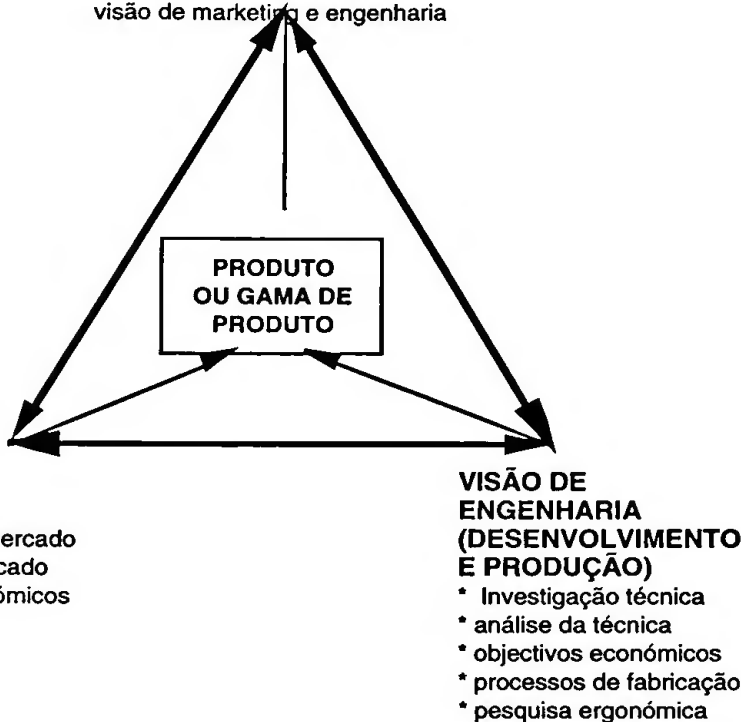 visão de marketing e engenharia
PRODUTO
OU GAMA DE
PRODUTO
VISÃO DE
ENGENHARIA
(DESENVOLVIMENTO
E PRODUÇÃO)
* Investigação técnica
* análise da técnica
* objectivos económicos
* processos de fabricação
* pesquisa ergonómica